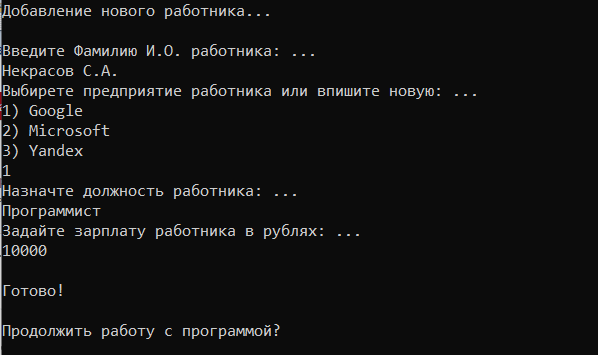 Добавление нового работника...
Введите Фамилию И.О. работника: ...
Некрасов С.А.
Выбирете предприятие работника или впишите новую: ...
1) Google
2) Microsoft
3) Yandex
1
Назначте должность работника: ...
Программист
Задайте зарплату работника в рублях: ...
10000
Готово!
Продолжить работу с программой?